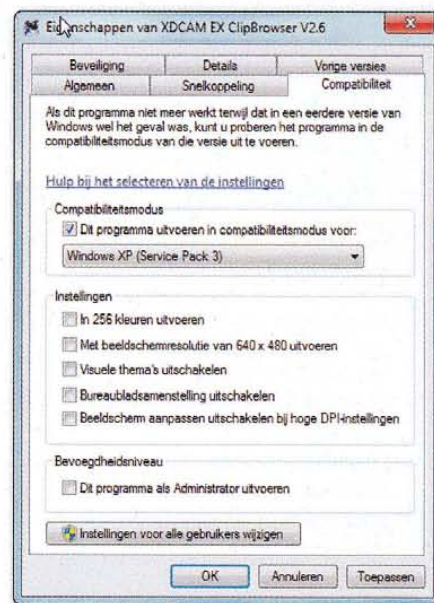 Eigenschappen van XDCAM EX ClipBrowser V2.6
Beveiliging Details Vorige versies
Algemeen Snelkoppeling Compatibiliteit
Als dit programma niet meer werkt terwijl dat in een eerdere versie van
Windows wel het geval was, kunt u proberen het programma in de
compatibiliteitsmodus van die versie uit te voeren.
Hulp bij het selecteren van de instellingen
Compatibiliteitsmodus
Dit programma uitvoeren in compatibiliteitsmodus voor:
Windows XP (Service Pack 3)
Instellingen
In 256 kleuren uitvoeren
Met beeldschermresolutie van 640 x 480 uitvoeren
Visuele thema's uitschakelen
Bureaubladsamenstelling uitschakelen
Beeldscherm aanpassen uitschakelen bij hoge DPI-instellingen
Bevoegdheidsniveau
Dit programma als Administrator uitvoeren
Instellingen voor alle gebruikers wijzigen
OK Annuleren Toepassen